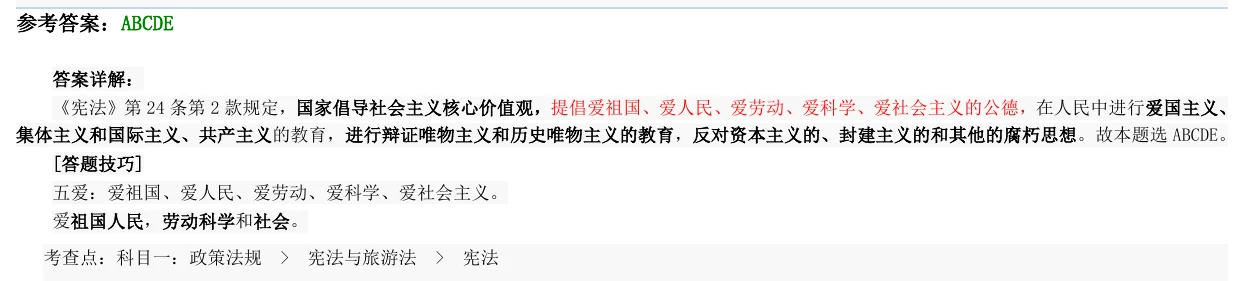 参考答案：ABCDE
答案详解：
《宪法》第 24 条第 2 款规定，国家倡导社会主义核心价值观，提倡爱祖国、爱人民、爱劳动、爱科学、爱社会主义的公德，在人民中进行爱国主义、
集体主义和国际主义、共产主义的教育，进行辩证唯物主义和历史唯物主义的教育，反对资本主义的、封建主义的和其他的腐朽思想。故本题选 ABCDE。
[答题技巧]
五爱：爱祖国、爱人民、爱劳动、爱科学、爱社会主义。
爱祖国人民，劳动科学和社会。
考查点：科目一：政策法规 > 宪法与旅游法 > 宪法